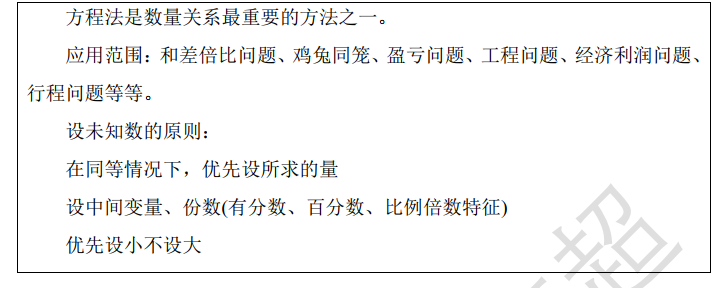 方程法是数量关系最重要的方法之一。
应用范围：和差倍比问题、鸡兔同笼、盈亏问题、工程问题、经济利润问题、
行程问题等等。
设未知数的原则：
在同等情况下，优先设所求的量
设中间变量、份数(有分数、百分数、比例倍数特征)
优先设小不设大
超